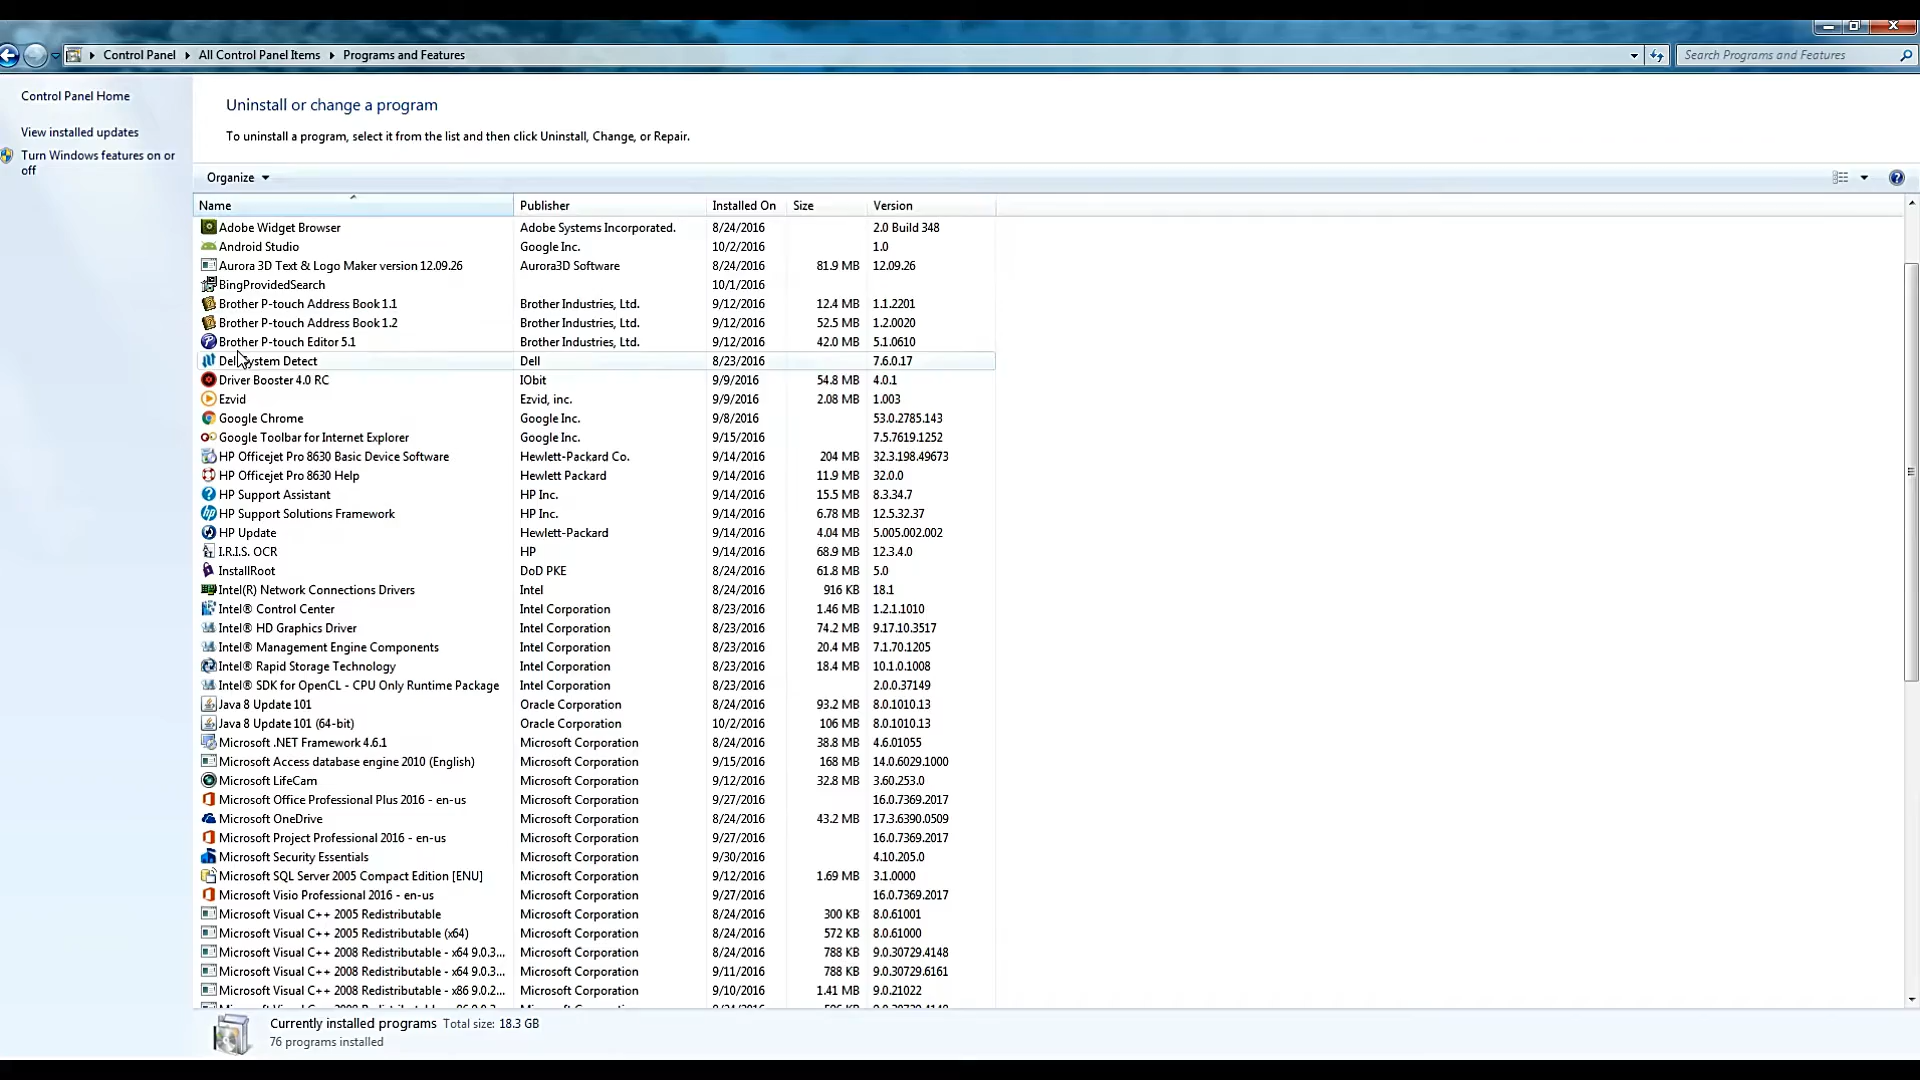 Control Panel All Control Panel Items Programs and Features Search Programs and Features
Control Panel Home
View installed updates
Turn Windows features on or
off
Uninstall or change a program
To uninstall a program, select it from the list and then click Uninstall, Change, or Repair.
Organize
Name Publisher Installed On Size Version
Adobe Widget Browser Adobe Systems Incorporated. 8/24/2016 2.0 Build 348
Android Studio Google Inc. 10/2/2016 1.0
Aurora 3D Text & Logo Maker version 12.09.26 Aurora3D Software 8/24/2016 81.9 MB 12.09.26
BingProvidedSearch 10/1/2016
Brother P-touch Address Book 1.1 Brother Industries, Ltd. 9/12/2016 12.4 MB 1.1.2201
Brother P-touch Address Book 1.2 Brother Industries, Ltd. 9/12/2016 52.5 MB 1.2.0020
Brother P-touch Editor 5.1 Brother Industries, Ltd. 9/12/2016 42.0 MB 5.1.0610
Dell System Detect Dell 8/23/2016 7.6.0.17
Driver Booster 4.0 RC IObit 9/9/2016 54.8 MB 4.0.1
Ezvid Ezvid, inc. 9/9/2016 2.08 MB 1.003
Google Chrome Google Inc. 9/8/2016 53.0.2785.143
Google Toolbar for Internet Explorer Google Inc. 9/15/2016 7.5.7619.1252
HP Officejet Pro 8630 Basic Device Software Hewlett-Packard Co. 9/14/2016 204 MB 32.3.198.49673
HP Officejet Pro 8630 Help Hewlett Packard 9/14/2016 11.9 MB 32.0.0
HP Support Assistant HP Inc. 9/14/2016 15.5 MB 8.3.34.7
HP Support Solutions Framework HP Inc. 9/14/2016 6.78 MB 12.5.32.37
HP Update Hewlett-Packard 9/14/2016 4.04 MB 5.005.002.002
I.R.I.S. OCR HP 9/14/2016 68.9 MB 12.3.4.0
InstallRoot DoD PKE 8/24/2016 61.8 MB 5.0
Intel(R) Network Connections Drivers Intel 8/24/2016 916 KB 18.1
Intel® Control Center Intel Corporation 8/23/2016 1.46 MB 1.2.1.1010
Intel® HD Graphics Driver Intel Corporation 8/23/2016 74.2 MB 9.17.10.3517
Intel® Management Engine Components Intel Corporation 8/23/2016 20.4 MB 7.1.70.1205
Intel® Rapid Storage Technology Intel Corporation 8/23/2016 18.4 MB 10.1.0.1008
Intel® SDK for OpenCL - CPU Only Runtime Package Intel Corporation 8/23/2016 2.0.0.37149
Java 8 Update 101 Oracle Corporation 8/24/2016 93.2 MB 8.0.1010.13
Java 8 Update 101 (64-bit) Oracle Corporation 10/2/2016 106 MB 8.0.1010.13
Microsoft .NET Framework 4.6.1 Microsoft Corporation 8/24/2016 38.8 MB 4.6.01055
Microsoft Access database engine 2010 (English) Microsoft Corporation 9/15/2016 168 MB 14.0.6029.1000
Microsoft LifeCam Microsoft Corporation 9/12/2016 32.8 MB 3.60.253.0
Microsoft Office Professional Plus 2016 - en-us Microsoft Corporation 9/27/2016 16.0.7369.2017
Microsoft OneDrive Microsoft Corporation 8/24/2016 43.2 MB 17.3.6390.0509
Microsoft Project Professional 2016 - en-us Microsoft Corporation 9/27/2016 16.0.7369.2017
Microsoft Security Essentials Microsoft Corporation 9/30/2016 4.10.205.0
Microsoft SQL Server 2005 Compact Edition [ENU] Microsoft Corporation 9/12/2016 1.69 MB 3.1.0000
Microsoft Visio Professional 2016 - en-us Microsoft Corporation 9/27/2016 16.0.7369.2017
Microsoft Visual C++ 2005 Redistributable Microsoft Corporation 8/24/2016 300 KB 8.0.61001
Microsoft Visual C++ 2005 Redistributable (x64) Microsoft Corporation 8/24/2016 572 KB 8.0.61000
Microsoft Visual C++ 2008 Redistributable - x64 9.0.3... Microsoft Corporation 8/24/2016 788 KB 9.0.30729.4148
Microsoft Visual C++ 2008 Redistributable - x64 9.0.3... Microsoft Corporation 9/11/2016 788 KB 9.0.30729.6161
Microsoft Visual C++ 2008 Redistributable - x86 9.0.2... Microsoft Corporation 9/10/2016 1.41 MB 9.0.21022
Currently installed programs Total size: 18.3 GB
76 programs installed